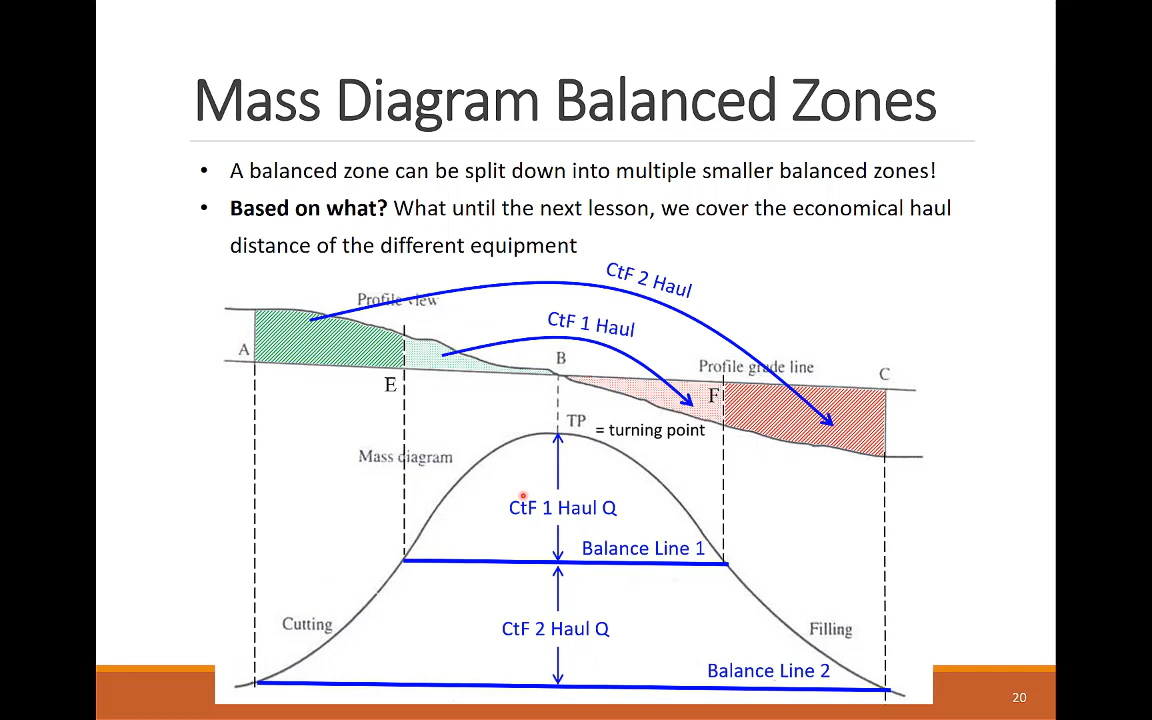 Mass Diagram Balanced Zones
• A balanced zone can be split down into multiple smaller balanced zones!
• Based on what? What until the next lesson, we cover the economical haul
distance of the different equipment
CtF 2 Haul
Profile view
CtF 1 Haul
A
B
Profile grade line
C
E
F
TP = turning point
Mass diagram
CtF 1 Haul Q
Balance Line 1
Cutting
CtF 2 Haul Q
Filling
Balance Line 2
20